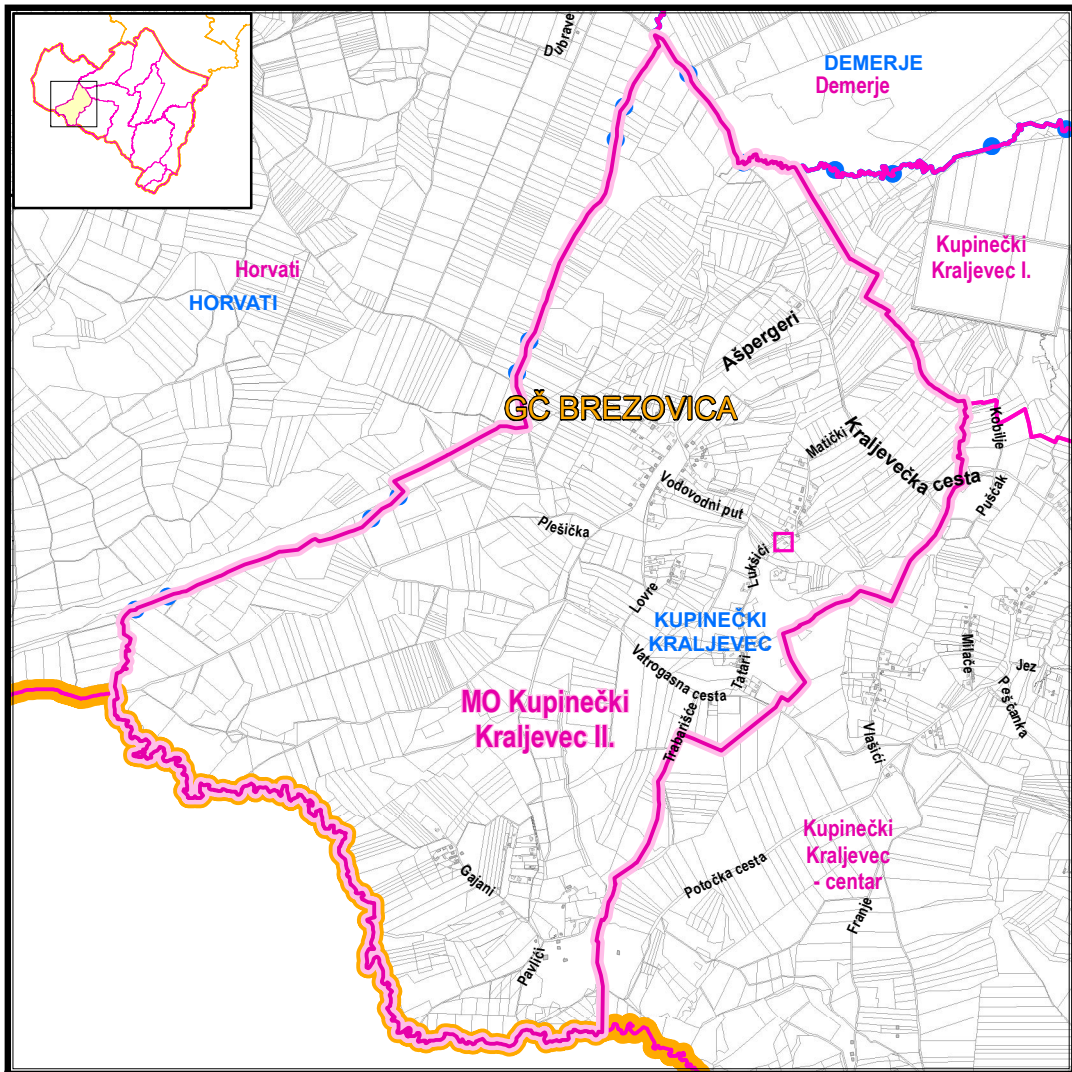 Dubrave
DEMERJE
Demerje
Kupinečki
Kraljevec I.
Horvati
HORVATI
Ašpergeri
GČ BREZOVICA
Kobilje
Matički
Kraljevečka cesta
Puščak
Vodovodni put
Plešička
Lukšići
Lovre
KUPINEČKI
KRALJEVEC
Milače
Jez
Vatrogasna cesta
Tatari
Peščanka
MO Kupinečki
Kraljevec II.
Trabarišće
Vlašići
Kupinečki
Kraljevec
- centar
Potočka cesta
Gajani
Franje
Pavlići